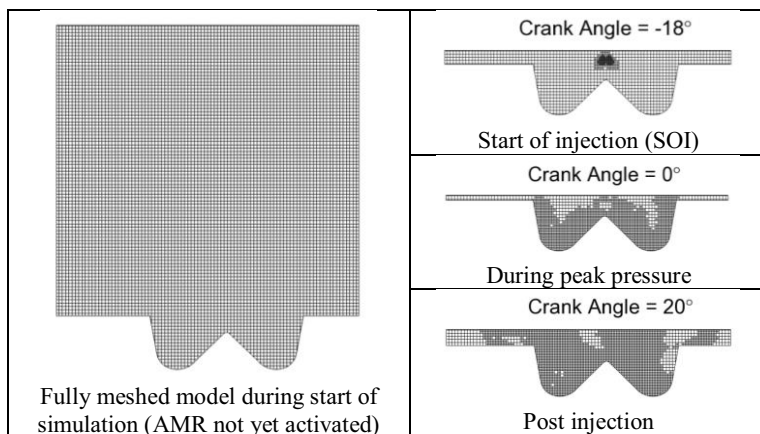 Fully meshed model during start of
simulation (AMR not yet activated)
Crank Angle = -18°
Start of injection (SOI)
Crank Angle = 0°
During peak pressure
Crank Angle = 20°
Post injection